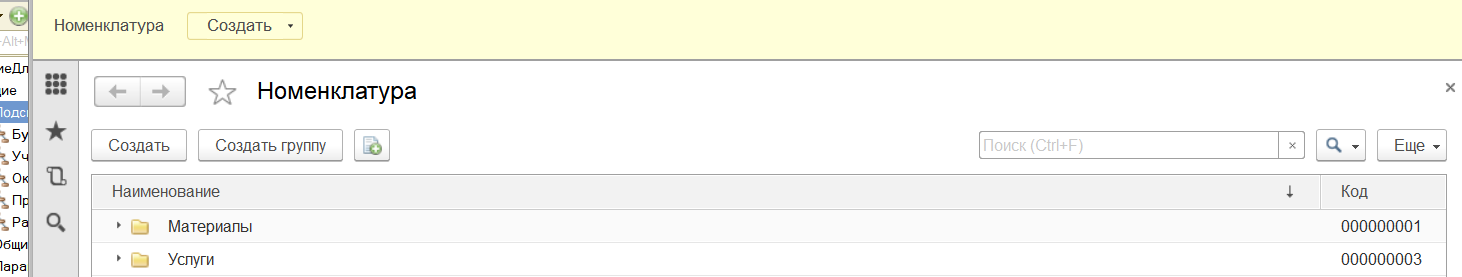 Номенклатура Создать
Номенклатура
Создать Создать группу Поиск (Ctrl+F) × Еще
Наименование ↓ Код
Материалы 000000001
Услуги 000000003